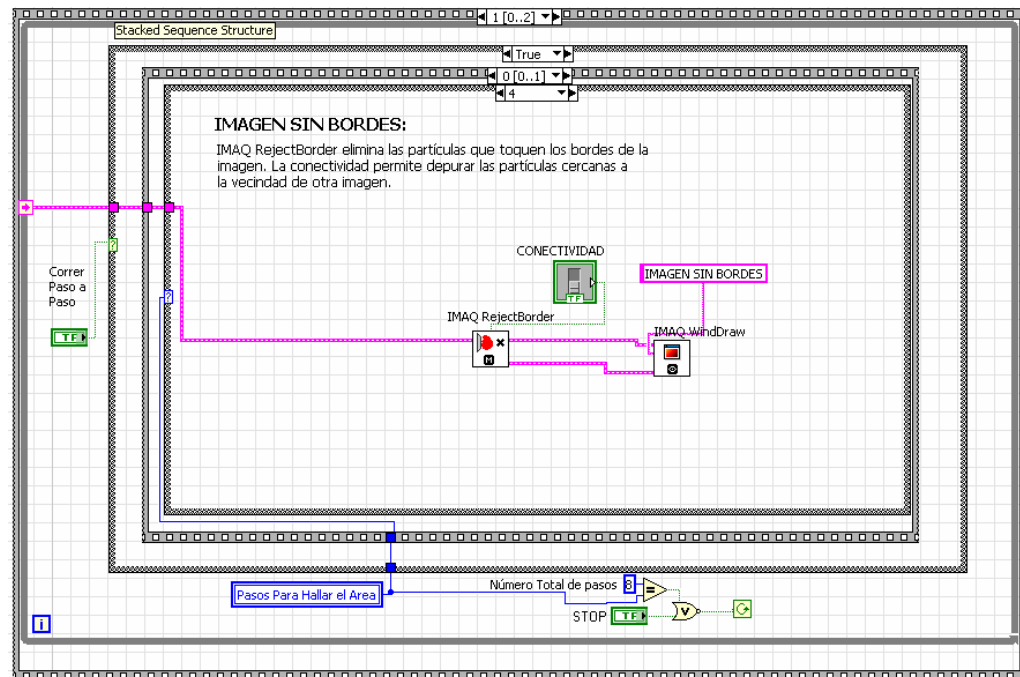 1 [0..2]
Stacked Sequence Structure
True
0 [0..1]
4
IMAGEN SIN BORDES:
IMAQ RejectBorder elimina las partículas que toquen los bordes de la
imagen. La conectividad permite depurar las partículas cercanas a
la vecindad de otra imagen.
CONECTIVIDAD
TF
IMAGEN SIN BORDES
Correr
Paso a
Paso
TF
IMAQ RejectBorder
IMAQ WindDraw
Número Total de pasos 8
Pasos Para Hallar el Area
STOP TF
i